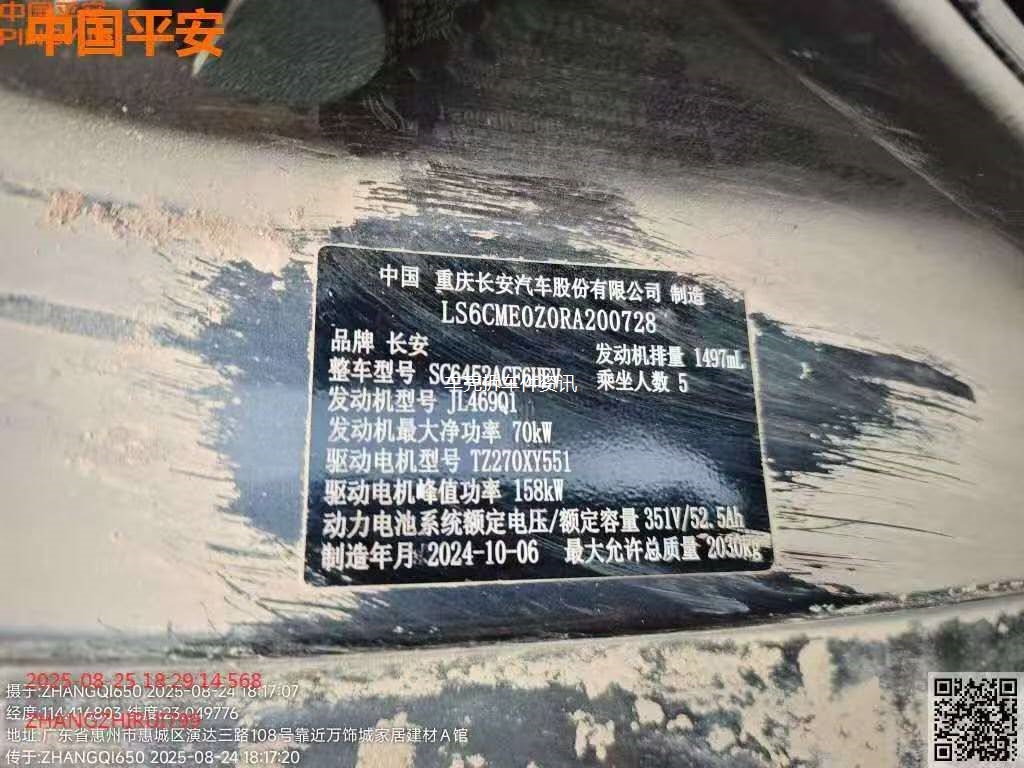 中国平安
中国 重庆长安汽车股份有限公司 制造
LS6CME0Z0RA200728
品牌 长安
发动机排量 1497mL
整车型号
乘坐人数 5
发动机型号 JL469Q1
发动机最大净功率 70kW
驱动电机型号 TZ270XY551
驱动电机峰值功率 158kW
动力电池系统额定电压/额定容量 351V/52.5Ah
制造年月 2024-10-06 最大允许总质量 2030kg
2025-08-25 18:29:14-568
摄于:ZHANGQI650 2025-08-24 18:17:07
经度:114.416803 纬度:23.049776
ZHANGZHIRUI799
地址:广东省惠州市惠城区演达三路108号靠近万饰城家居建材A馆
传于:ZHANGQI650 2025-08-24 18:17:20